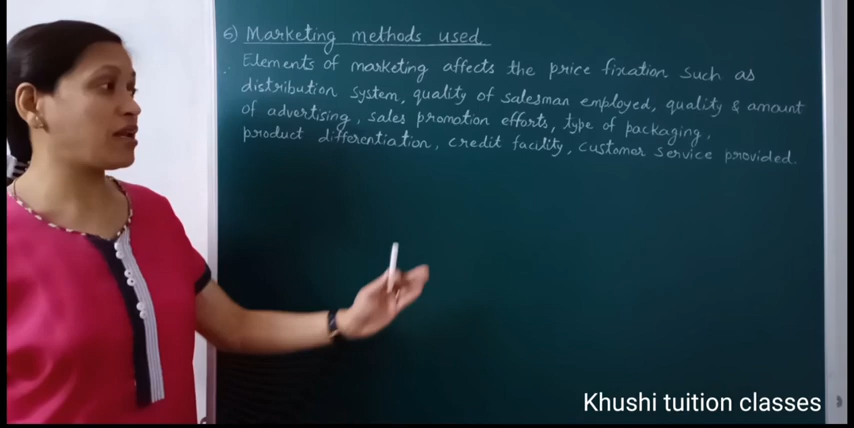 6) Marketing methods used
∴ Elements of marketing affects the price fixation such as
distribution system, quality of salesman employed, quality & amount
of advertising, sales promotion efforts, type of packaging,
product differentiation, credit facility, customer service provided.
Khushi tuition classes